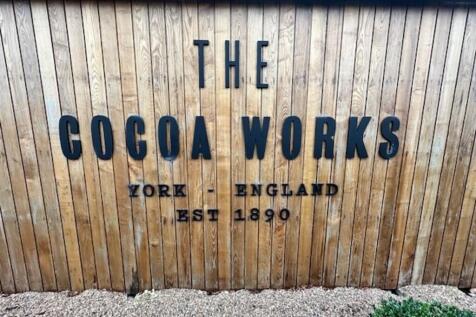 THE
COCOA WORKS
YORK - ENGLAND
EST 1890